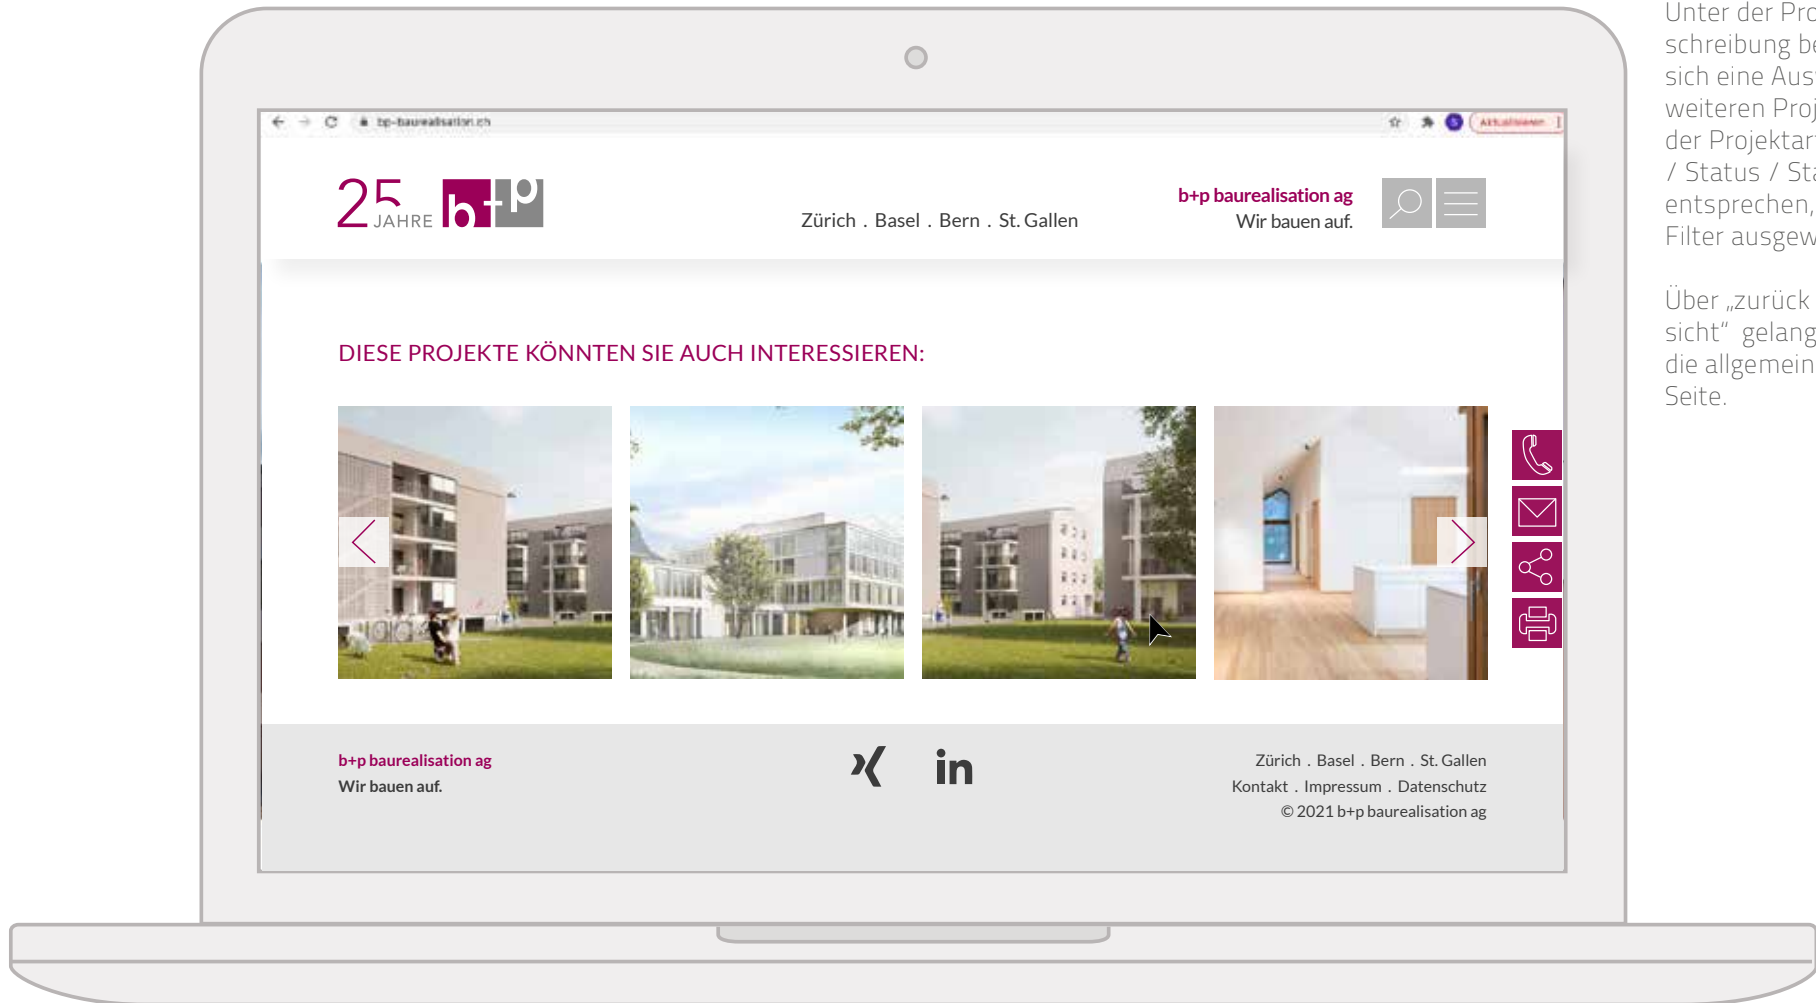 bp-baurealisation.ch
Aktualisieren
25 JAHRE b+p
Zürich . Basel . Bern . St. Gallen
b+p baurealisation ag
Wir bauen auf.
DIESE PROJEKTE KÖNNTEN SIE AUCH INTERESSIEREN:
b+p baurealisation ag
Wir bauen auf.
in
Zürich . Basel . Bern . St. Gallen
Kontakt . Impressum . Datenschutz
© 2021 b+p baurealisation ag
Unter der Pro
schreibung be
sich eine Aus
weiteren Proj
der Projektar
/ Status / Sta
entsprechen,
Filter ausgew
Über „zurück
sicht“ gelang
die allgemein
Seite.